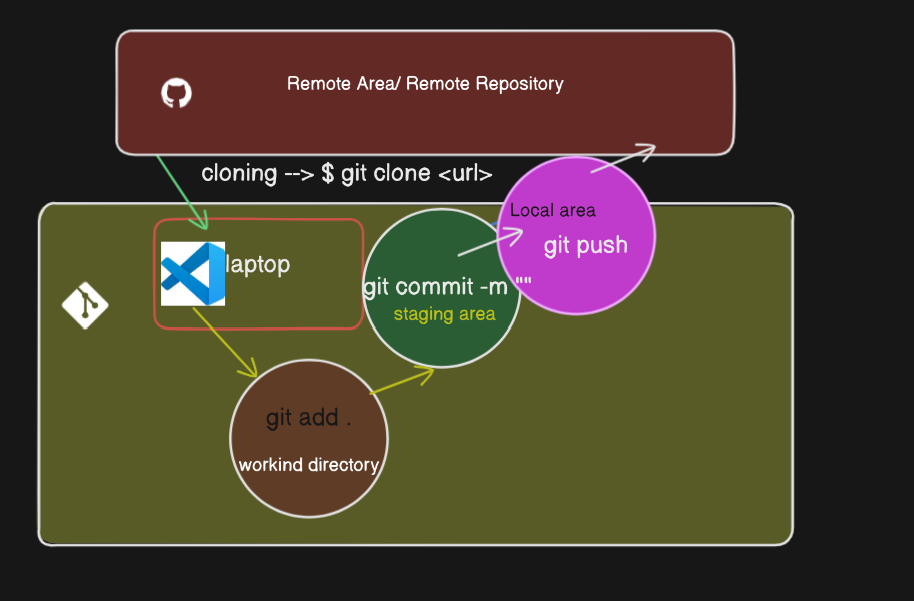 Remote Area/ Remote Repository
cloning --> $ git clone <url>
Local area
git push
laptop
git commit -m ""
staging area
git add .
workind directory